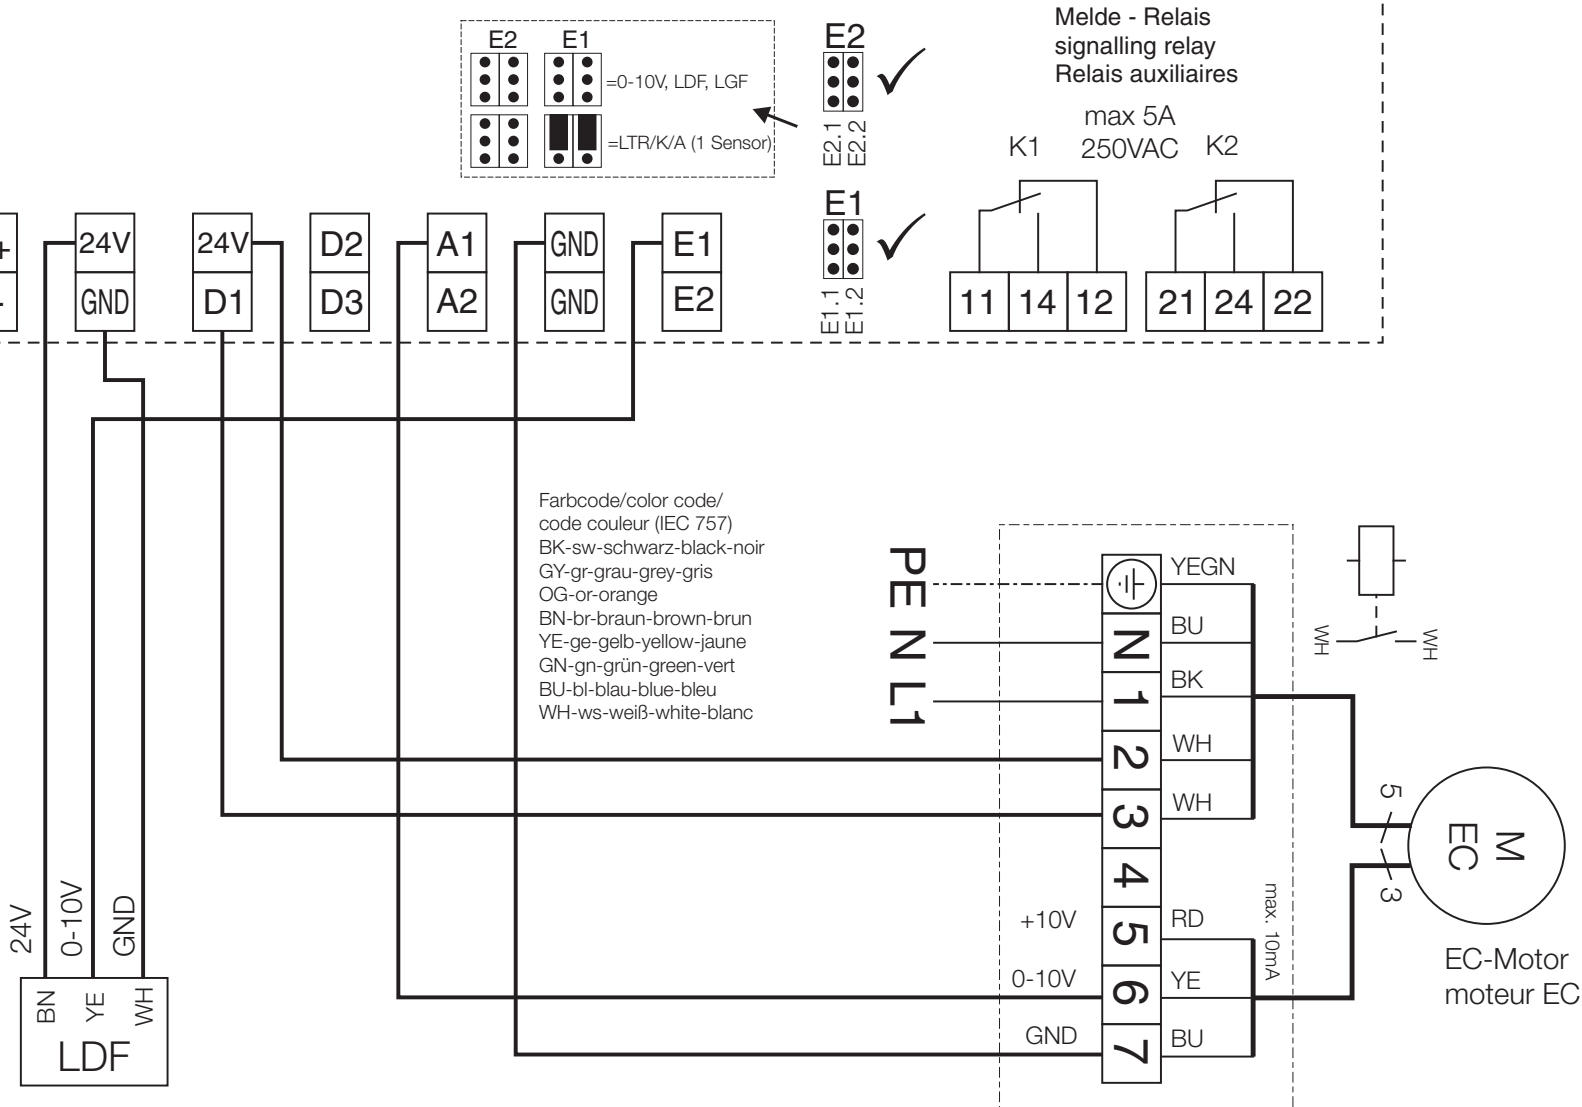 E2 E1
=0-10V, LDF, LGF
=LTR/K/A (1 Sensor)
E2
E2.1
E2.2
E1
E1.1
E1.2
Melde - Relais
signalling relay
Relais auxiliaires
max 5A
K1 250VAC K2
+ 24V 24V D2 A1 GND E1
- GND D1 D3 A2 GND E2
11 14 12 21 24 22
Farbcode/color code/
code couleur (IEC 757)
BK-sw-schwarz-black-noir
GY-gr-grau-grey-gris
OG-or-orange
BN-br-braun-brown-brun
YE-ge-gelb-yellow-jaune
GN-gn-grün-green-vert
BU-bl-blau-blue-bleu
WH-ws-weiß-white-blanc
PE N L1
YEGN
N BU
1 BK
2 WH
3 WH
4
+10V 5 RD
0-10V 6 YE
GND 7 BU
max. 10mA
WH WH
5
3
M
EC
EC-Motor
moteur EC
24V
0-10V
GND
BN
YE
WH
LDF